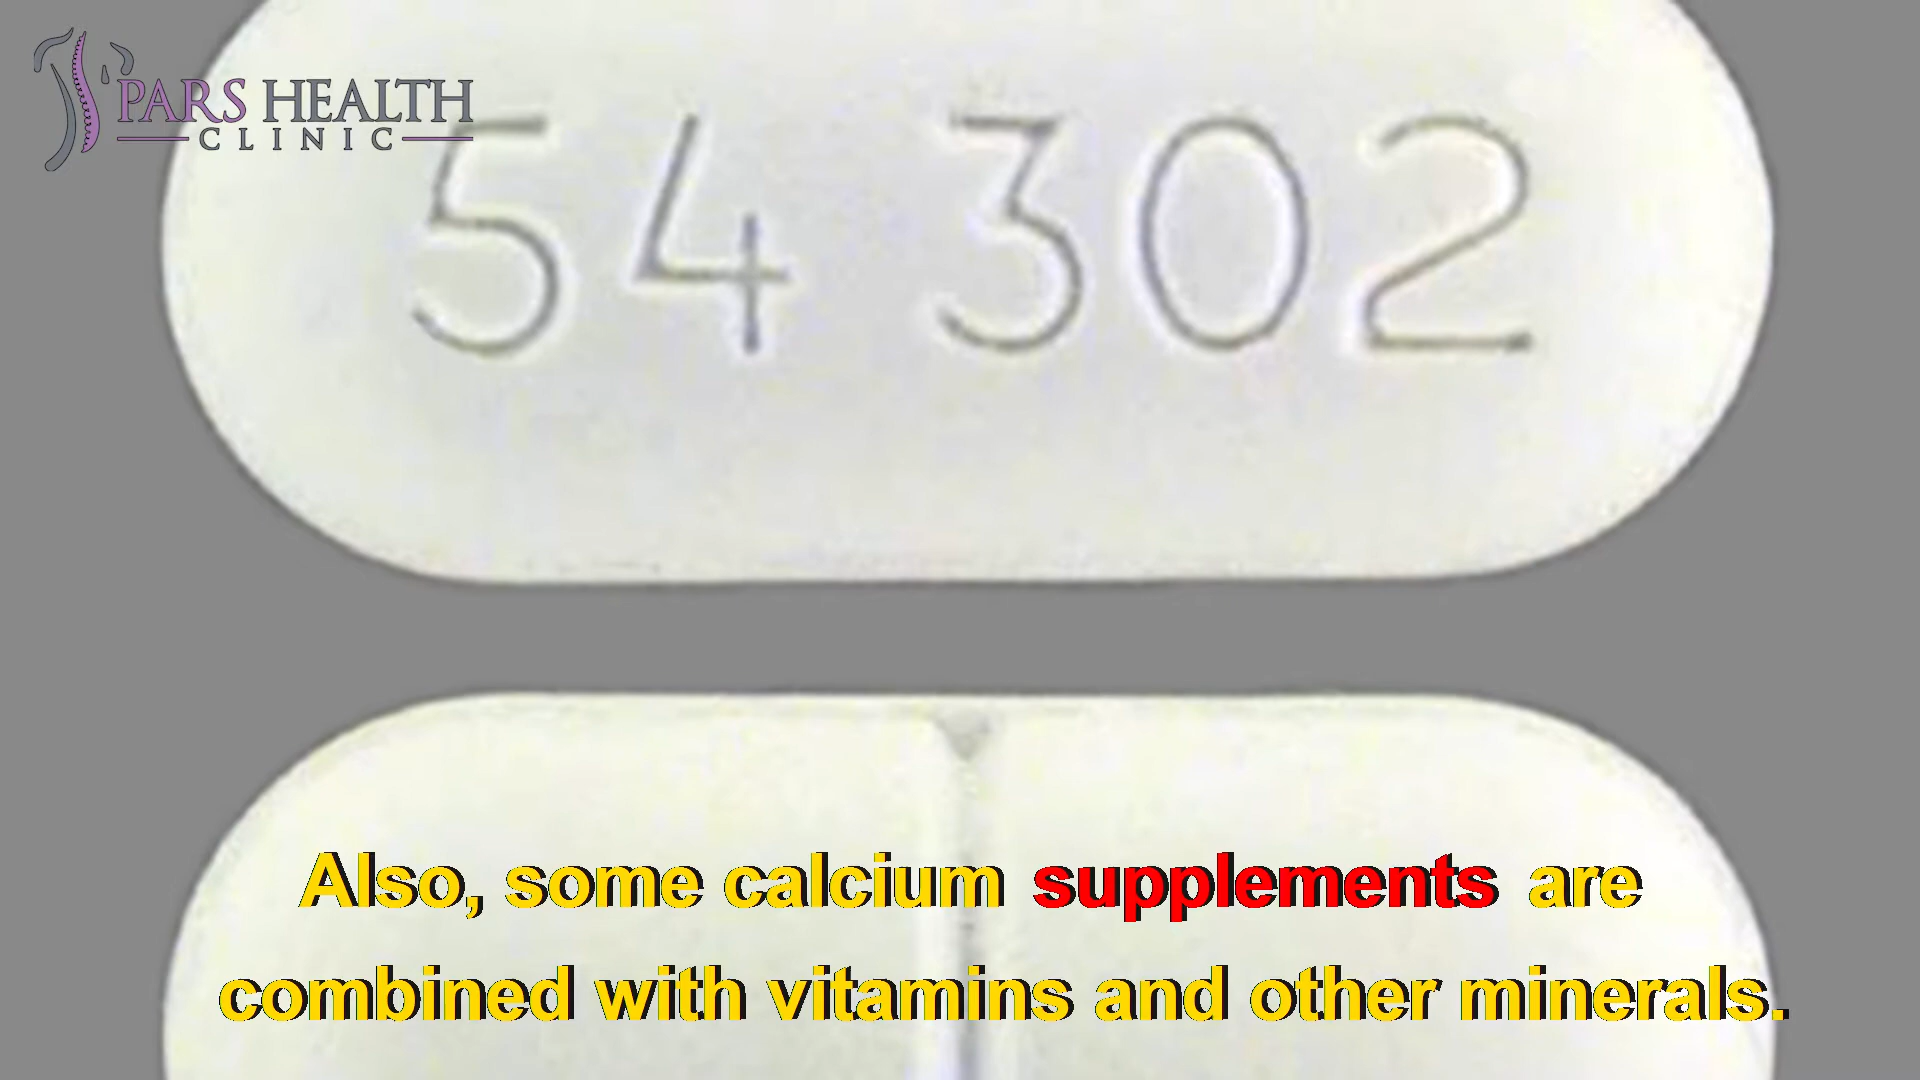 PARS HEALTH
CLINIC
54 302
Also, some calcium supplements are
combined with vitamins and other minerals.